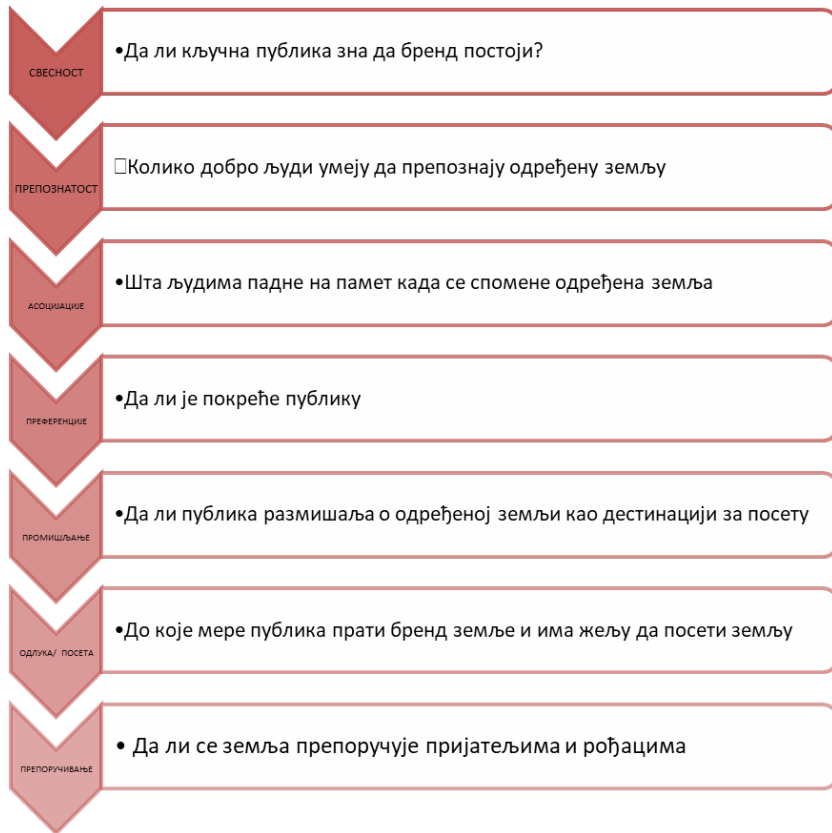 СВЕСНОСТ
•Да ли кључна публика зна да бренд постоји?
ПРЕПОЗНАТОСТ
□Колико добро људи умеју да препознају одређену земљу
АСОЦИЈАЦИЈЕ
•Шта људима падне на памет када се спомене одређена земља
ПРЕФЕРЕНЦИЈЕ
•Да ли је покреће публику
ПРОМИШЉАЊЕ
•Да ли публика размишаља о одређеној земљи као дестинацији за посету
ОДЛУКА/ ПОСЕТА
•До које мере публика прати бренд земље и има жељу да посети земљу
ПРЕПОРУЧИВАЊЕ
• Да ли се земља препоручује пријатељима и рођацима